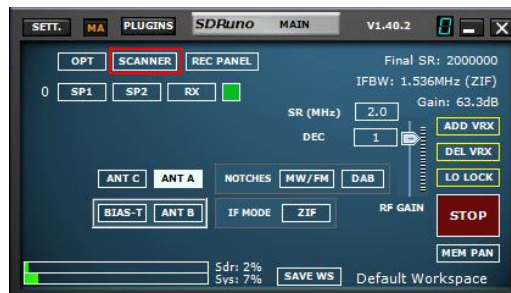 SETT. MA PLUGINS SDRuno MAIN V1.40.2 0 X
OPT SCANNER REC PANEL Final SR: 2000000
IFBW: 1.536MHz (ZIF)
0 SP1 SP2 RX Gain: 63.3dB
SR (MHz) 2.0
DEC 1 ADD VRX
DEL VRX
ANT C ANT A NOTCHES MW/FM DAB LO LOCK
BIAS-T ANT B IF MODE ZIF RF GAIN STOP
MEM PAN
Sdr: 2%
Sys: 7% SAVE WS Default Workspace